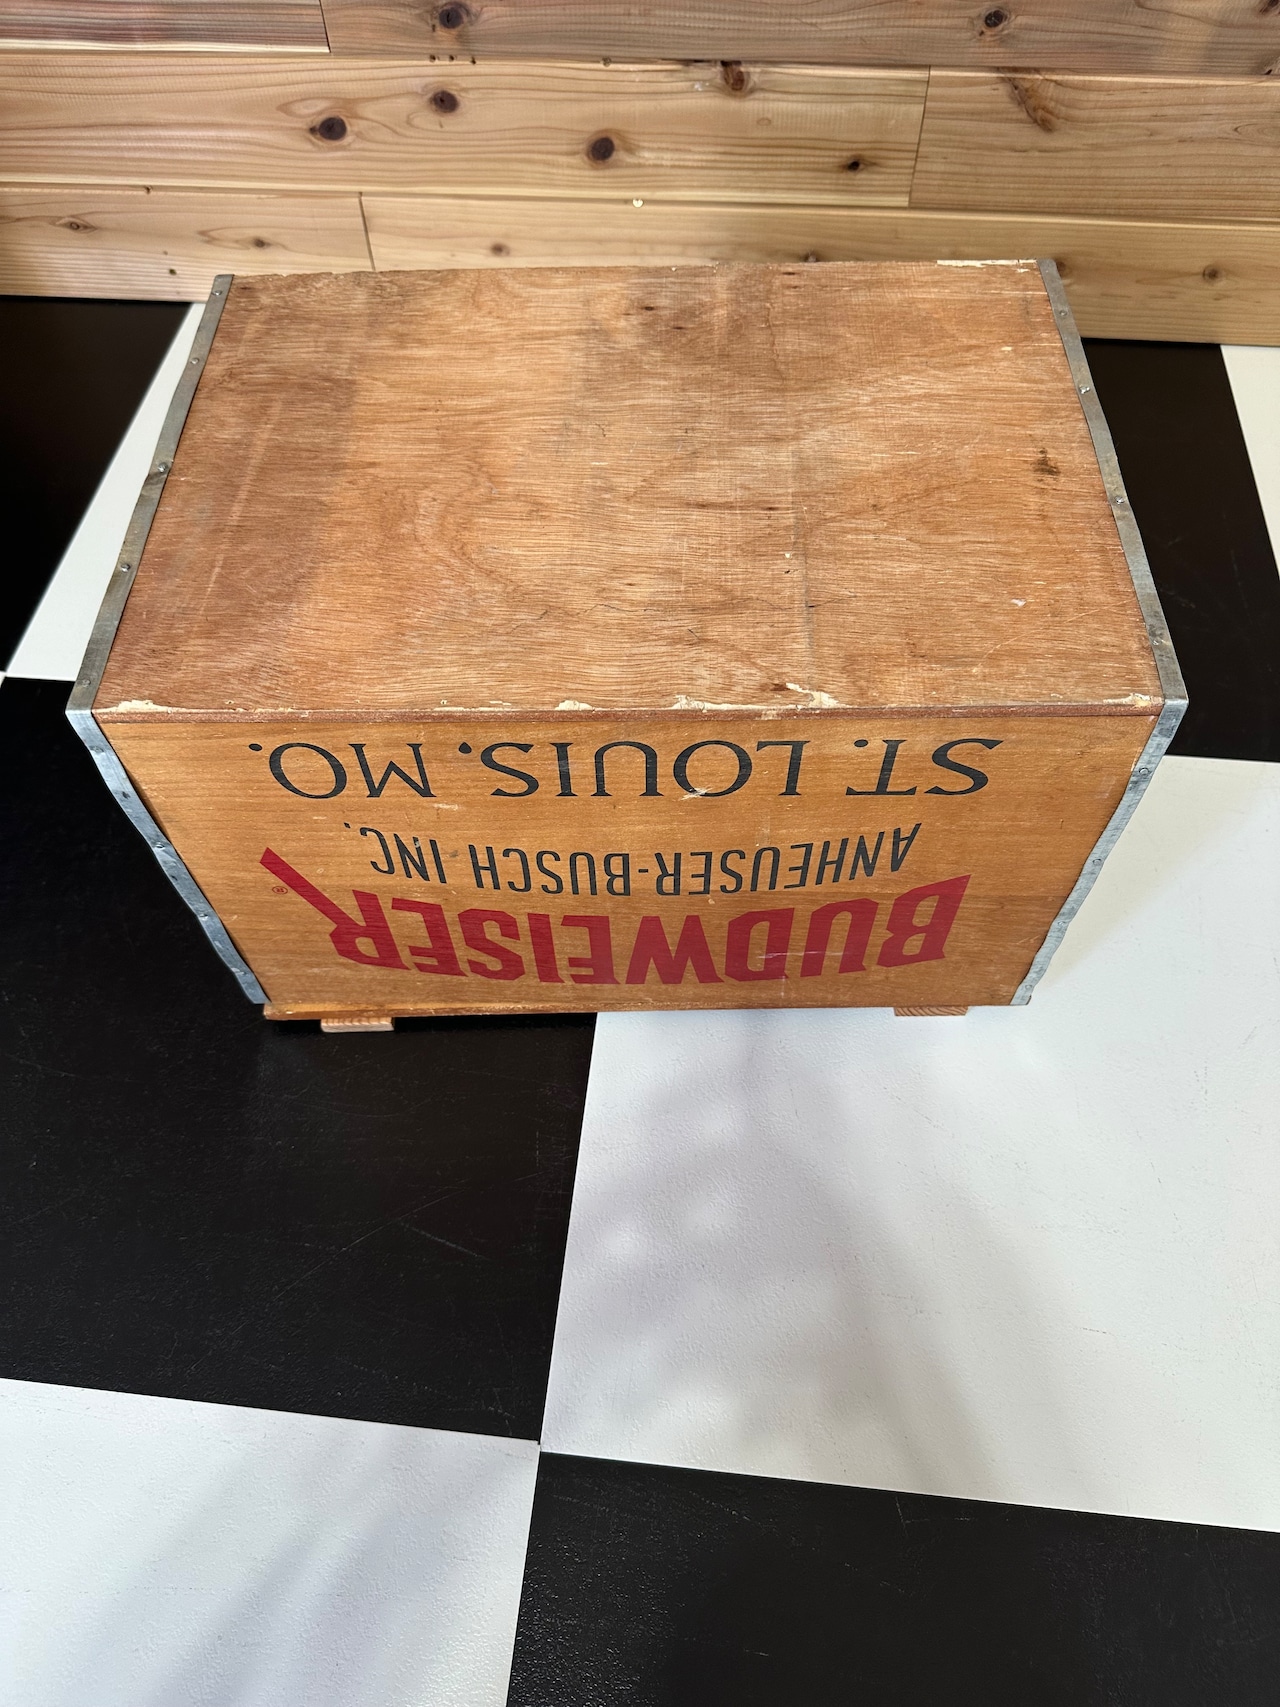 BUDWEISER®
ANHEUSER-BUSCH INC.
ST. LOUIS, MO.